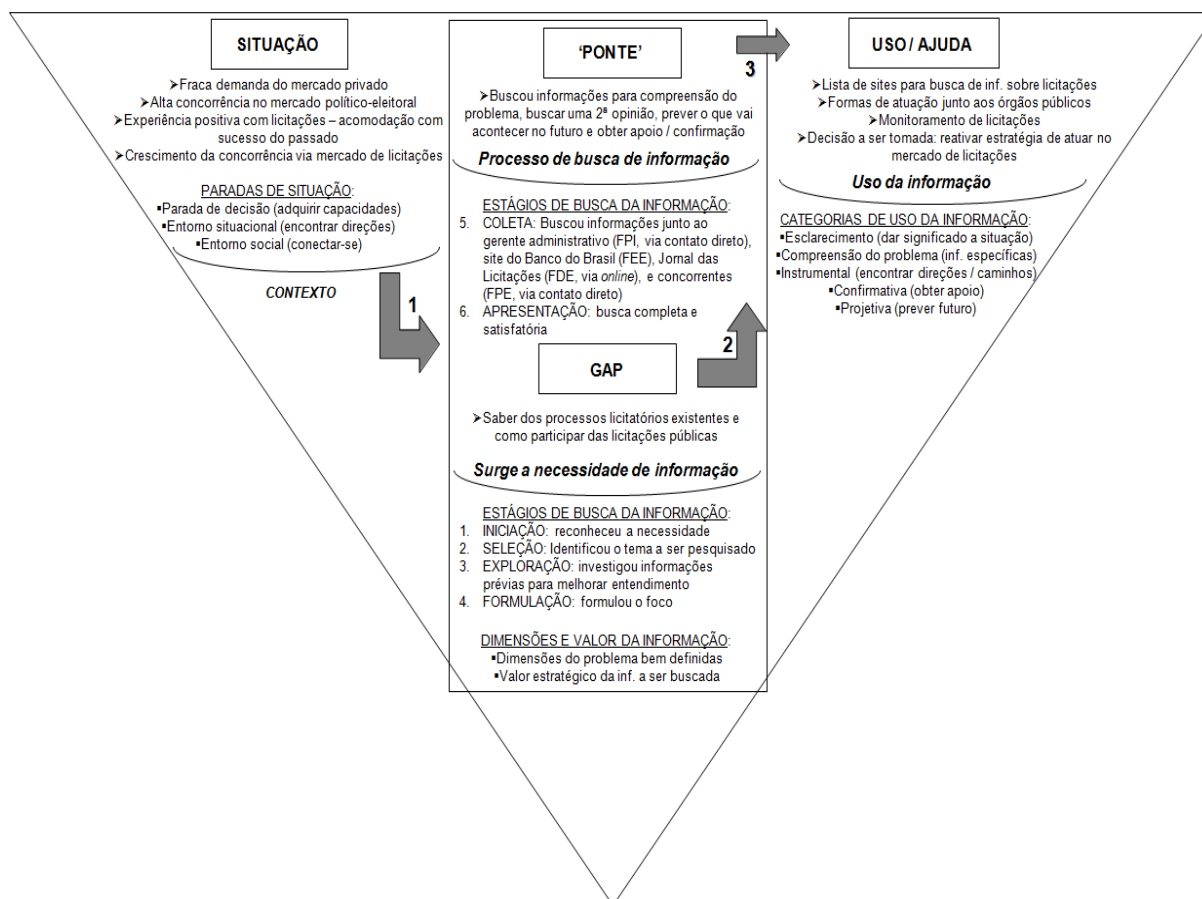 SITUAÇÃO
➢Fraca demanda do mercado privado
➢Alta concorrência no mercado político-eleitoral
➢Experiência positiva com licitações – acomodação com
sucesso do passado
➢Crescimento da concorrência via mercado de licitações
PARADAS DE SITUAÇÃO:
▪Parada de decisão (adquirir capacidades)
▪Entorno situacional (encontrar direções)
▪Entorno social (conectar-se)
CONTEXTO
1
‘PONTE’
➢Buscou informações para compreensão do
problema, buscar uma 2ª opinião, prever o que vai
acontecer no futuro e obter apoio / confirmação
Processo de busca de informação
ESTÁGIOS DE BUSCA DA INFORMAÇÃO:
5. COLETA: Buscou informações junto ao
gerente administrativo (FPI, via contato direto),
site do Banco do Brasil (FEE), Jornal das
Licitações (FDE, via online), e concorrentes
(FPE, via contato direto)
6. APRESENTAÇÃO: busca completa e
satisfatória
2
GAP
➢Saber dos processos licitatórios existentes e
como participar das licitações públicas
Surge a necessidade de informação
ESTÁGIOS DE BUSCA DA INFORMAÇÃO:
1. INICIAÇÃO: reconheceu a necessidade
2. SELEÇÃO: Identificou o tema a ser pesquisado
3. EXPLORAÇÃO: investigou informações
prévias para melhorar entendimento
4. FORMULAÇÃO: formulou o foco
DIMENSÕES E VALOR DA INFORMAÇÃO:
▪Dimensões do problema bem definidas
▪Valor estratégico da inf. a ser buscada
3
USO / AJUDA
➢Lista de sites para busca de inf. sobre licitações
➢Formas de atuação junto aos órgãos públicos
➢Monitoramento de licitações
➢Decisão a ser tomada: reativar estratégia de atuar no
mercado de licitações
Uso da informação
CATEGORIAS DE USO DA INFORMAÇÃO:
▪Esclarecimento (dar significado a situação)
▪Compreensão do problema (inf. específicas)
▪Instrumental (encontrar direções / caminhos)
▪Confirmativa (obter apoio)
▪Projetiva (prever futuro)